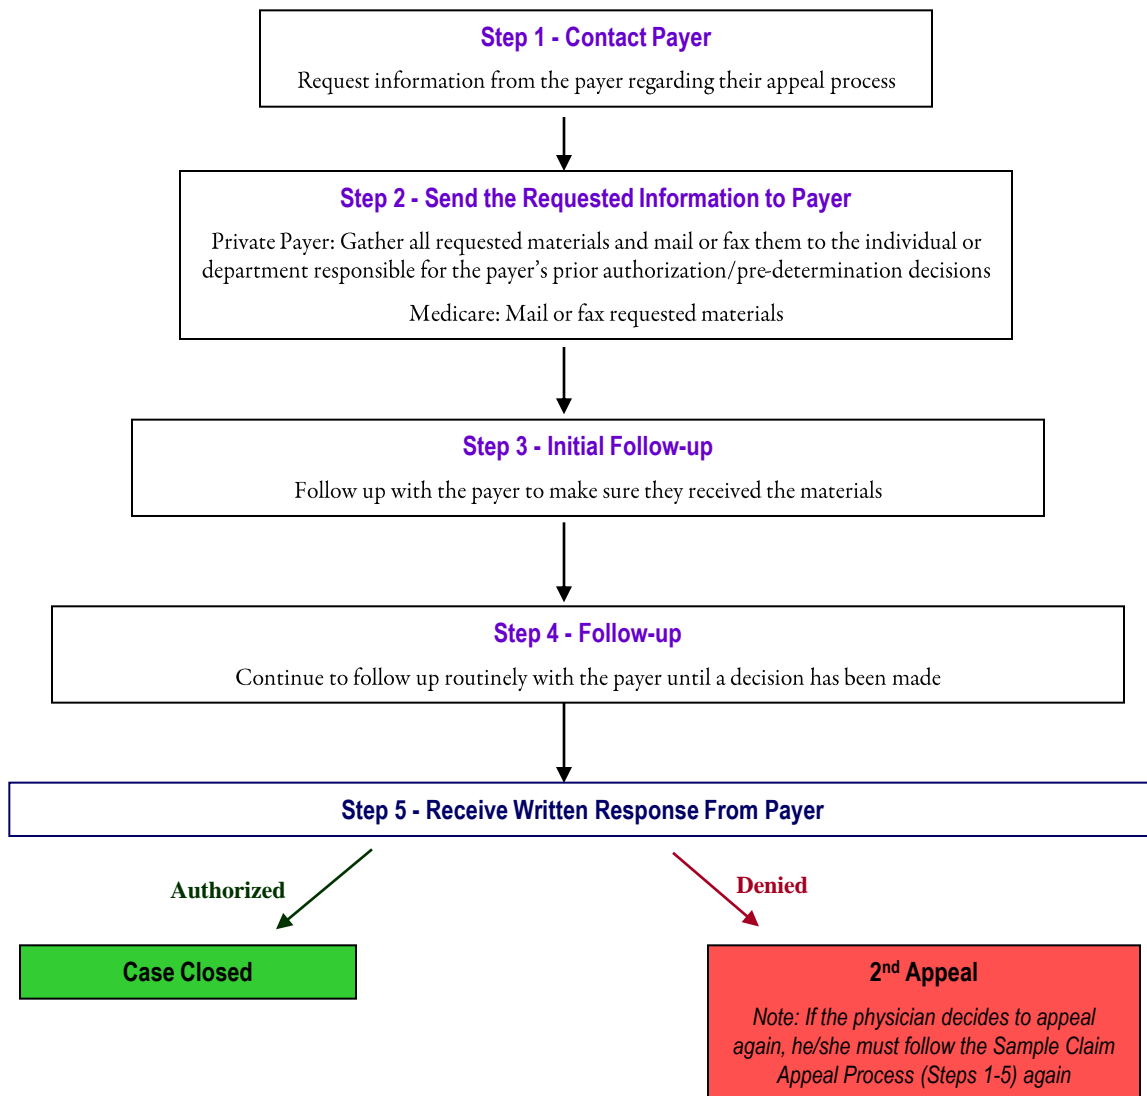 Step 1 - Contact Payer
Request information from the payer regarding their appeal process
Step 2 - Send the Requested Information to Payer
Private Payer: Gather all requested materials and mail or fax them to the individual or
department responsible for the payer’s prior authorization/pre-determination decisions
Medicare: Mail or fax requested materials
Step 3 - Initial Follow-up
Follow up with the payer to make sure they received the materials
Step 4 - Follow-up
Continue to follow up routinely with the payer until a decision has been made
Step 5 - Receive Written Response From Payer
Authorized
Denied
Case Closed
2nd Appeal
Note: If the physician decides to appeal
again, he/she must follow the Sample Claim
Appeal Process (Steps 1-5) again